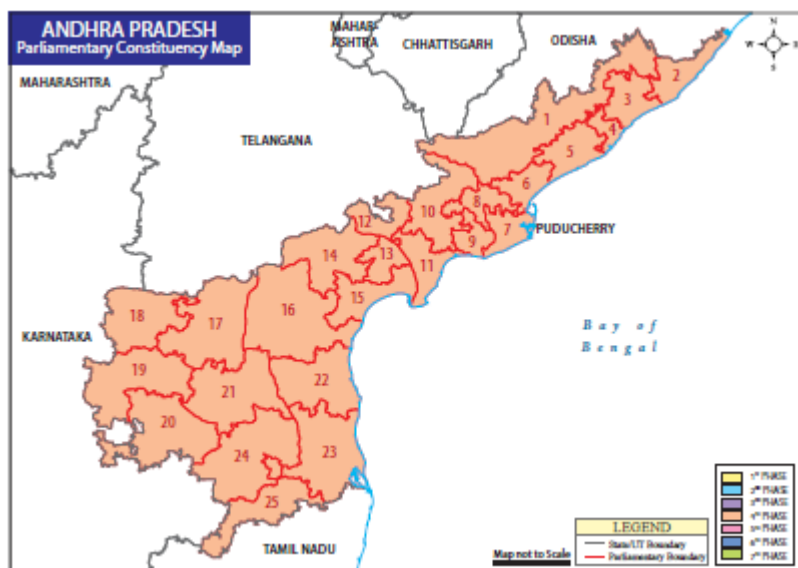 ANDHRA PRADESH
Parliamentary Constituency Map
MAHAR-
ASHTRA
CHHATTISGARH
ODISHA
N
W
E
S
MAHARASHTRA
TELANGANA
1
2
3
4
5
6
7
8
9
10
11
12
13
14
15
16
17
18
19
20
21
22
23
24
25
PUDUCHERRY
KARNATAKA
Bay of
Bengal
TAMIL NADU
Map not to Scale
LEGEND
State/UT Boundary
Parliamentary Boundary
1st PHASE
2nd PHASE
3rd PHASE
4th PHASE
5th PHASE
6th PHASE
7th PHASE